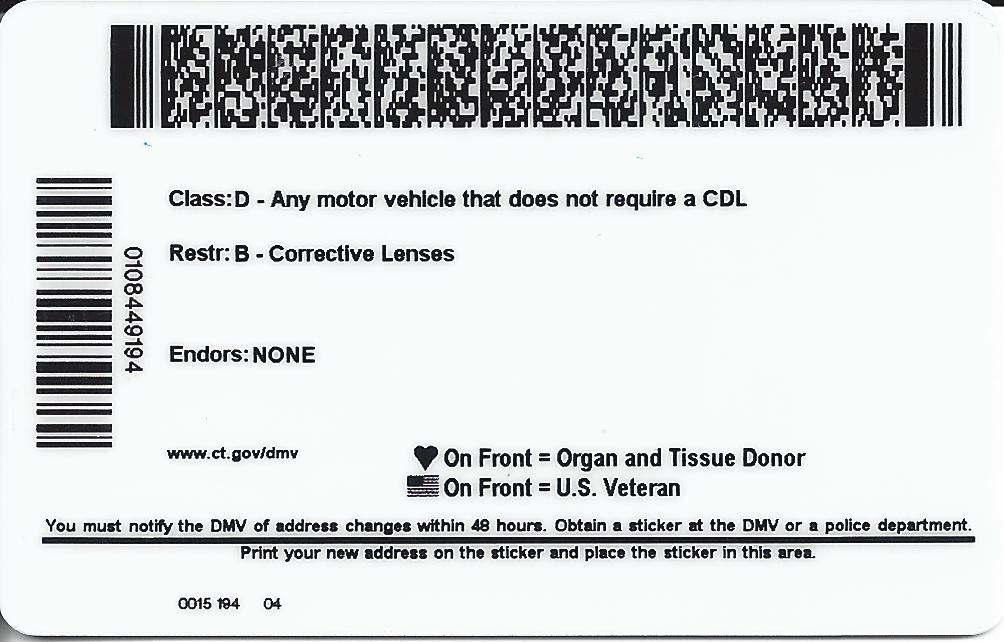 Class:D - Any motor vehicle that does not require a CDL
Restr: B - Corrective Lenses
0108449194
Endors: NONE
www.ct.gov/dmv
On Front = Organ and Tissue Donor
On Front = U.S. Veteran
You must notify the DMV of address changes within 48 hours. Obtain a sticker at the DMV or a police department.
Print your new address on the sticker and place the sticker in this area.
0015 194 04